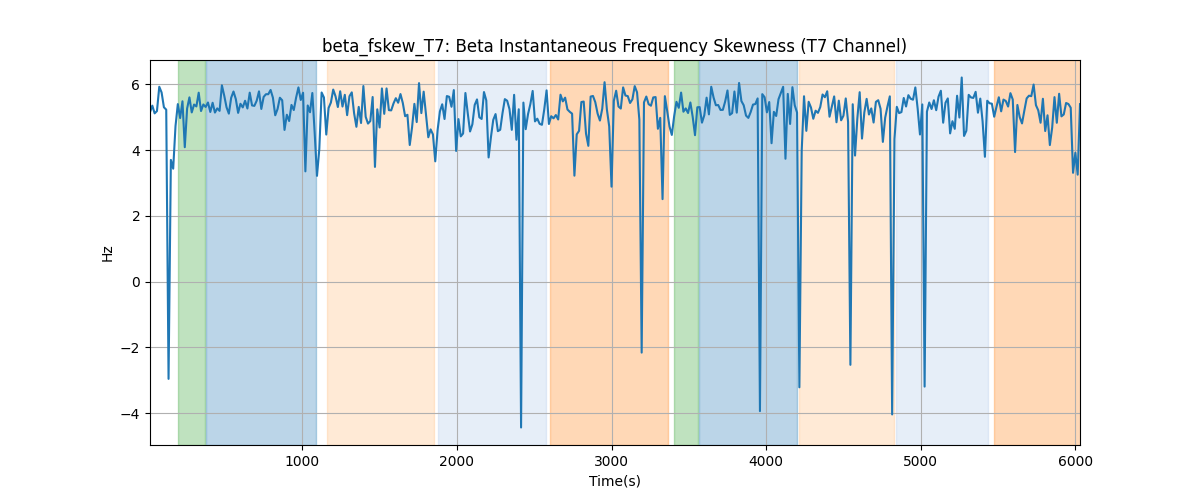 beta_fskew_T7: Beta Instantaneous Frequency Skewness (T7 Channel)
6
4
2
0
−2
−4
Hz
1000 2000 3000 4000 5000 6000
Time(s)